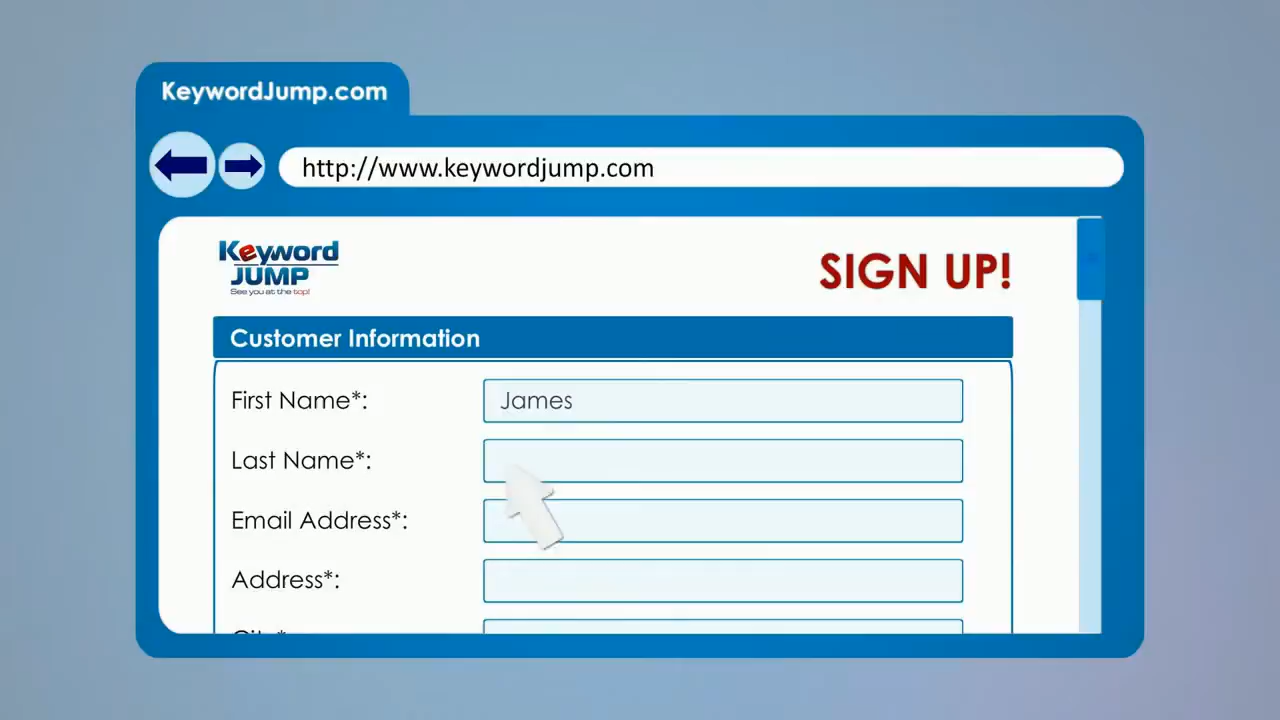 KeywordJump.com
http://www.keywordjump.com
Keyword
JUMP
See you at the top!
SIGN UP!
Customer Information
First Name*: James
Last Name*:
Email Address*:
Address*:
City*